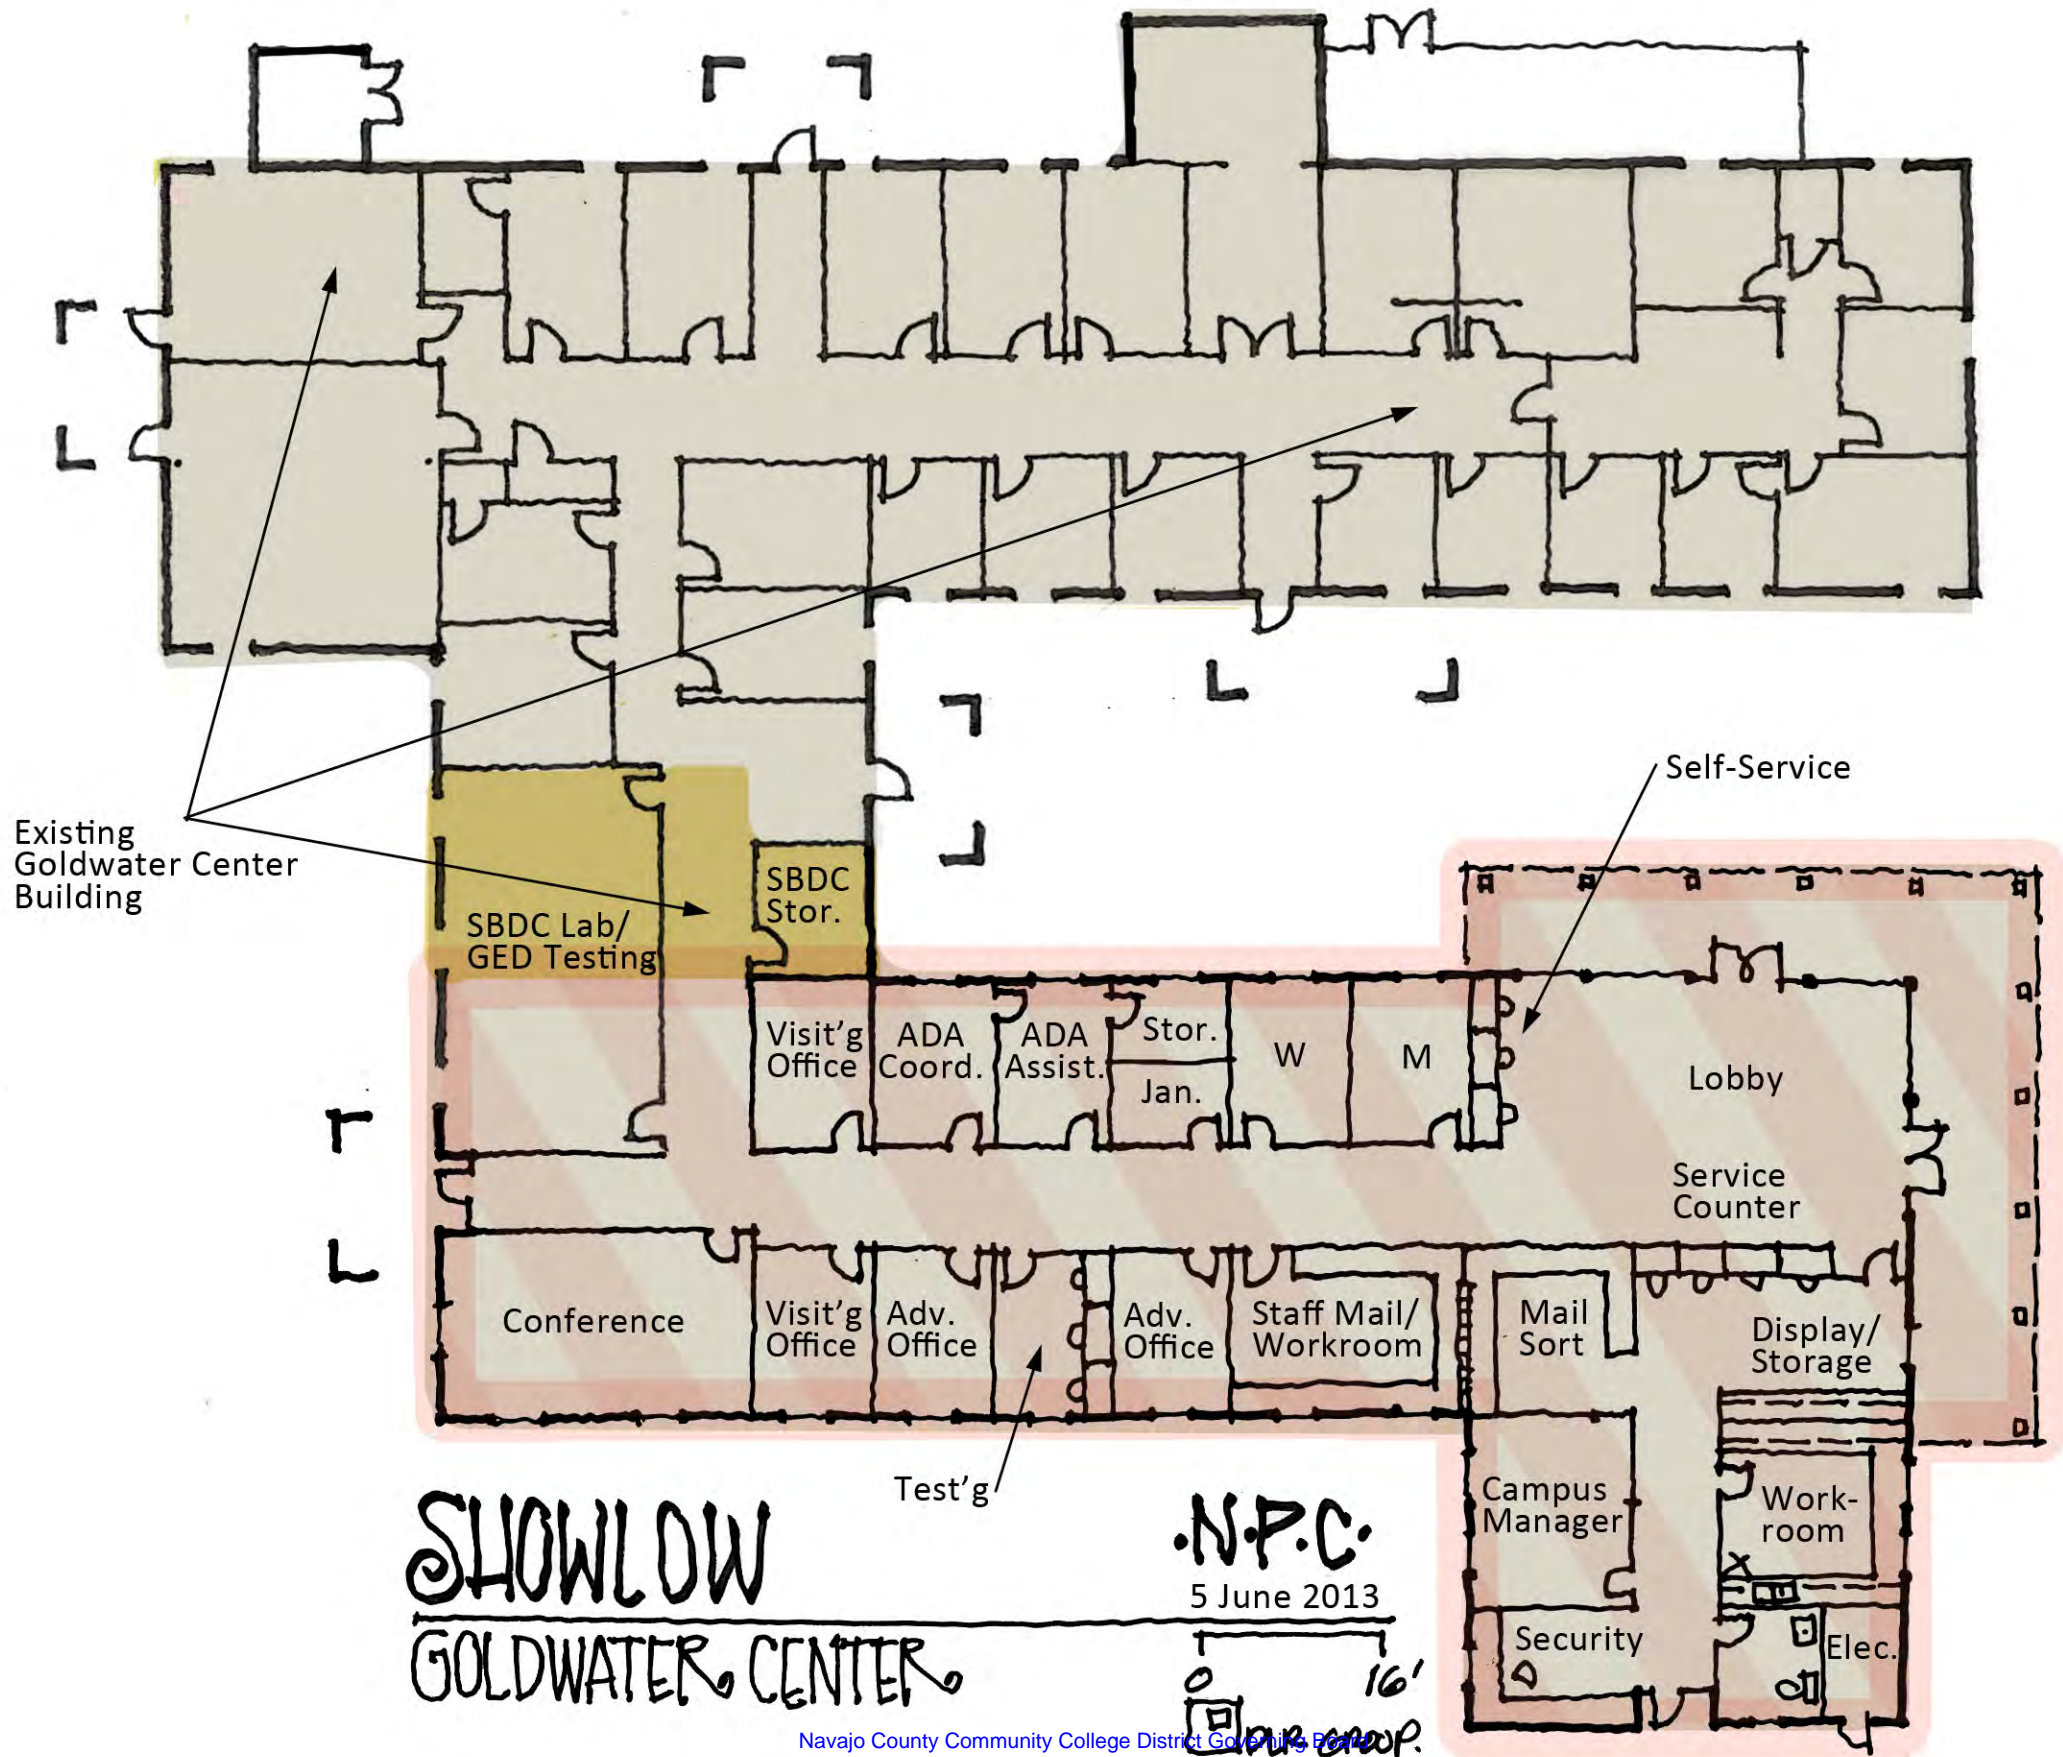 Self-Service
Existing
Goldwater Center
Building
SBDC
Stor.
SBDC Lab/
GED Testing
Visit'g
Office
ADA
Coord.
ADA
Assist.
Stor.
Jan.
W
M
Lobby
Service
Counter
Conference
Visit'g
Office
Adv.
Office
Adv.
Office
Staff Mail/
Workroom
Mail
Sort
Display/
Storage
Test'g
Campus
Manager
Work-
room
Security
Elec.
SHOWLOW
.N.P.C.
5 June 2013
GOLDWATER CENTER
0 16'
GROUP.
Navajo County Community College District Governing Board